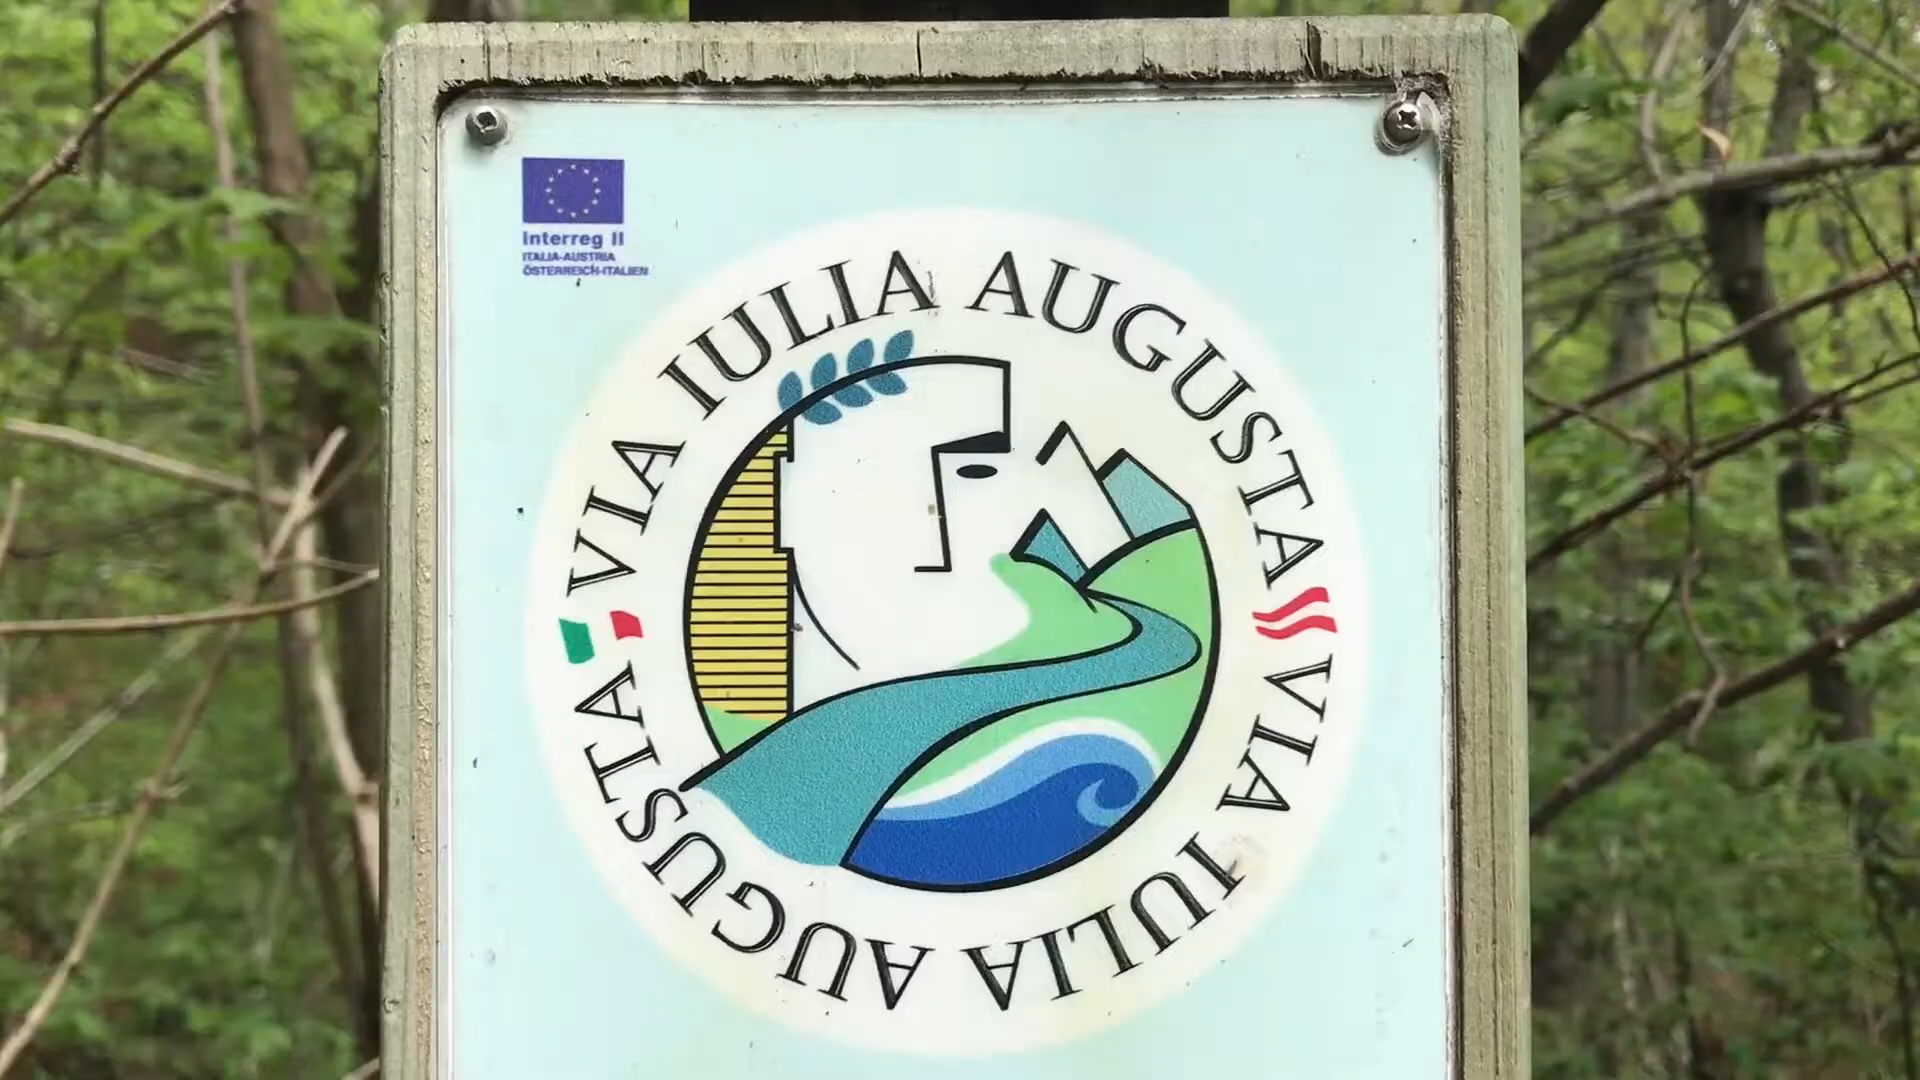 Interreg II
ITALIA-AUSTRIA
ÖSTERREICH-ITALIEN
VIA IULIA AUGUSTA
VIA IULIA AUGUSTA